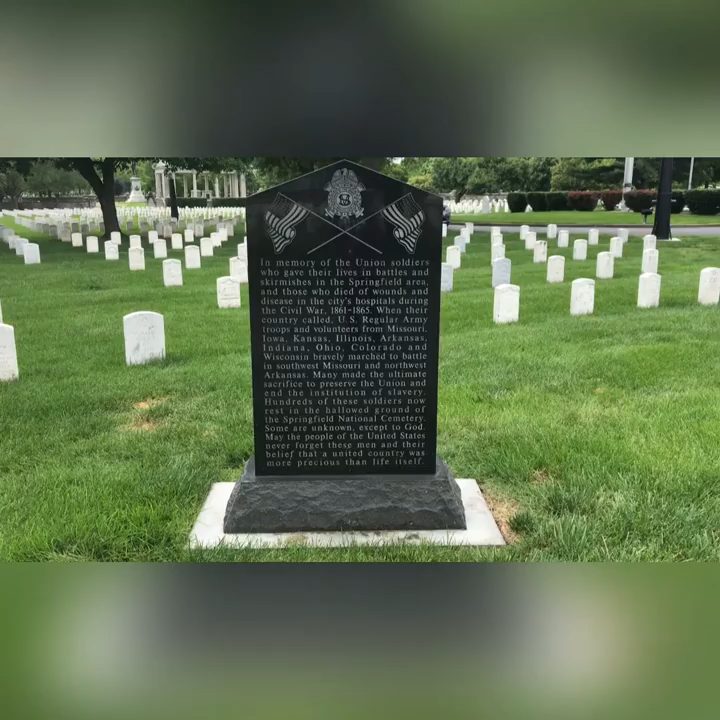 In memory of the Union soldiers
who gave their lives in battles and
skirmishes in the Springfield area,
and those who died of wounds and
disease in the city's hospitals during
the Civil War, 1861-1865. When their
country called, U.S. Regular Army
troops and volunteers from Missouri,
Iowa, Kansas, Illinois, Arkansas,
Indiana, Ohio, Colorado and
Wisconsin bravely marched to battle
in southwest Missouri and northwest
Arkansas. Many made the ultimate
sacrifice to preserve the Union and
end the institution of slavery.
Hundreds of these soldiers now
rest in the hallowed ground of
the Springfield National Cemetery.
Some are unknown, except to God.
May the people of the United States
never forget these men and their
belief that a united country was
more precious than life itself.